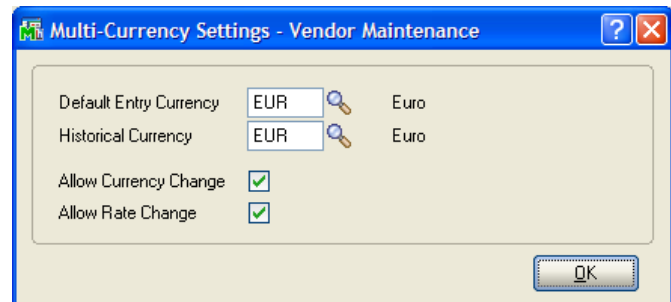 Multi-Currency Settings - Vendor Maintenance
Default Entry Currency EUR Euro
Historical Currency EUR Euro
Allow Currency Change
Allow Rate Change
OK